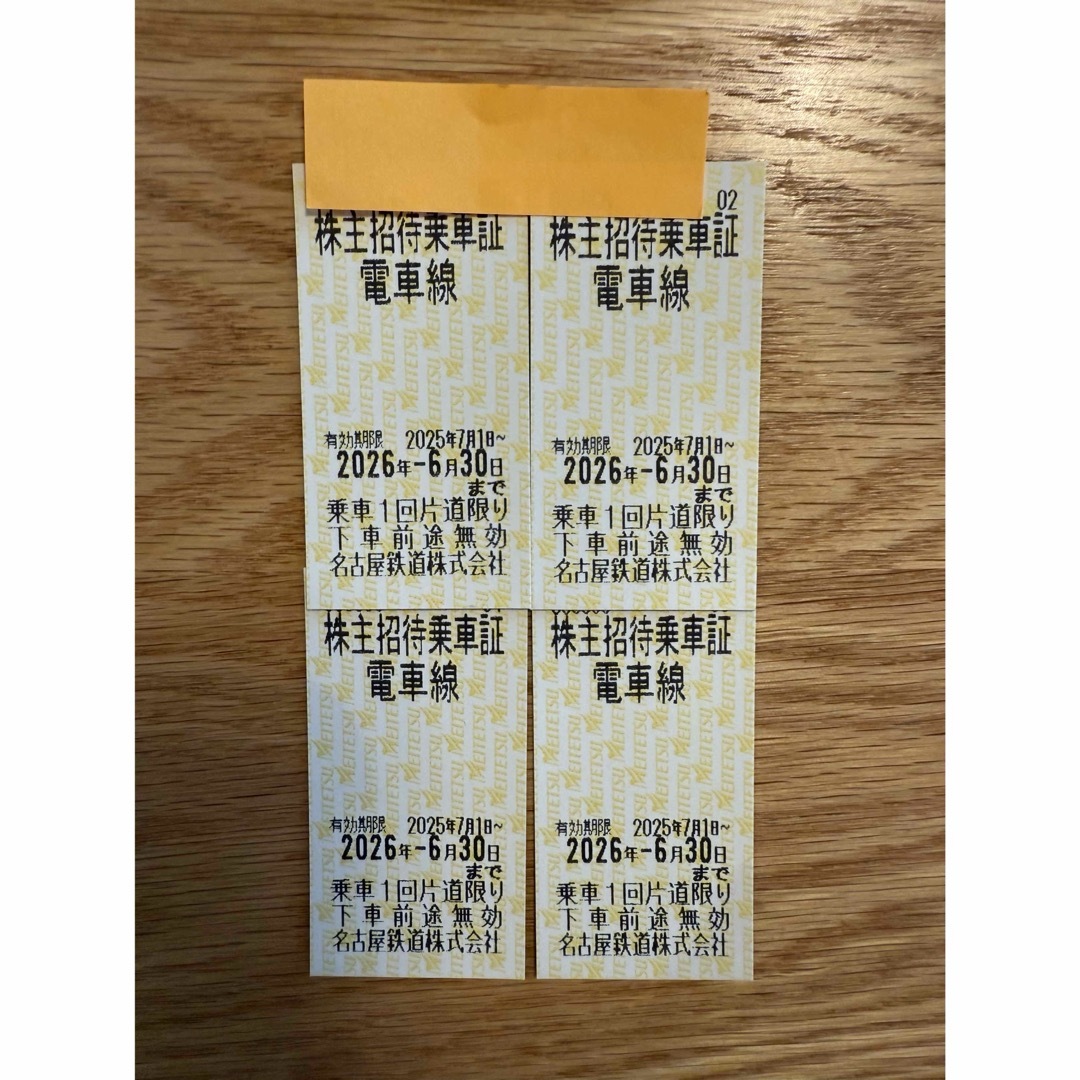 02
株主招待乗車証
電車線
有効期限 2025年7月1日~
2026年-6月30日
まで
乗車1回片道限り
下車前途無効
名古屋鉄道株式会社
株主招待乗車証
電車線
有効期限 2025年7月1日~
2026年-6月30日
まで
乗車1回片道限り
下車前途無効
名古屋鉄道株式会社
株主招待乗車証
電車線
有効期限 2025年7月1日~
2026年-6月30日
まで
乗車1回片道限り
下車前途無効
名古屋鉄道株式会社
株主招待乗車証
電車線
有効期限 2025年7月1日~
2026年-6月30日
まで
乗車1回片道限り
下車前途無効
名古屋鉄道株式会社